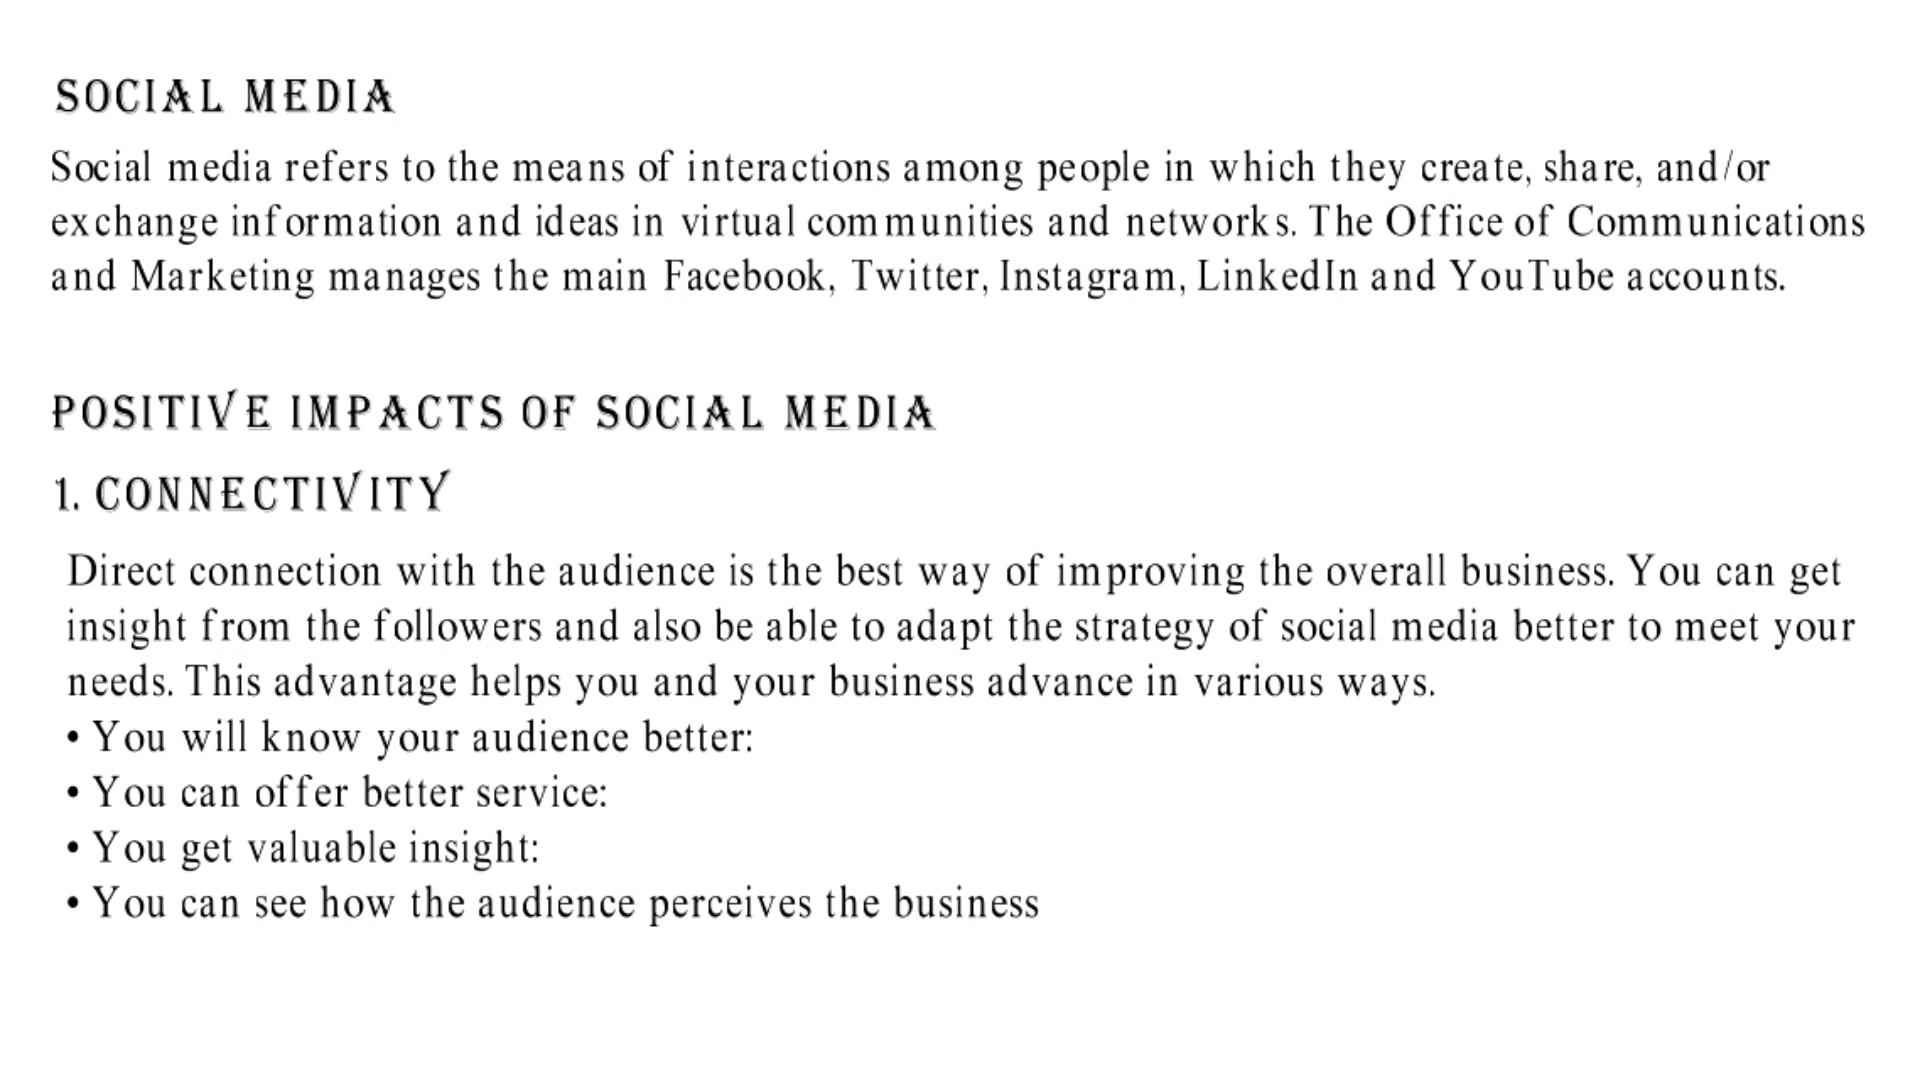 SOCIAL MEDIA
Social media refers to the means of interactions among people in which they create, share, and/or
exchange information and ideas in virtual communities and networks. The Office of Communications
and Marketing manages the main Facebook, Twitter, Instagram, LinkedIn and YouTube accounts.
POSITIVE IMPACTS OF SOCIAL MEDIA
1. CONNECTIVITY
Direct connection with the audience is the best way of improving the overall business. You can get
insight from the followers and also be able to adapt the strategy of social media better to meet your
needs. This advantage helps you and your business advance in various ways.
• You will know your audience better:
• You can offer better service:
• You get valuable insight:
• You can see how the audience perceives the business